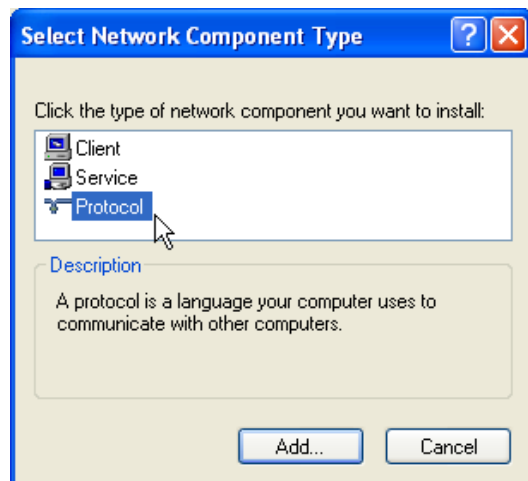 Select Network Component Type
Click the type of network component you want to install:
Client
Service
Protocol
Description
A protocol is a language your computer uses to
communicate with other computers.
Add...
Cancel